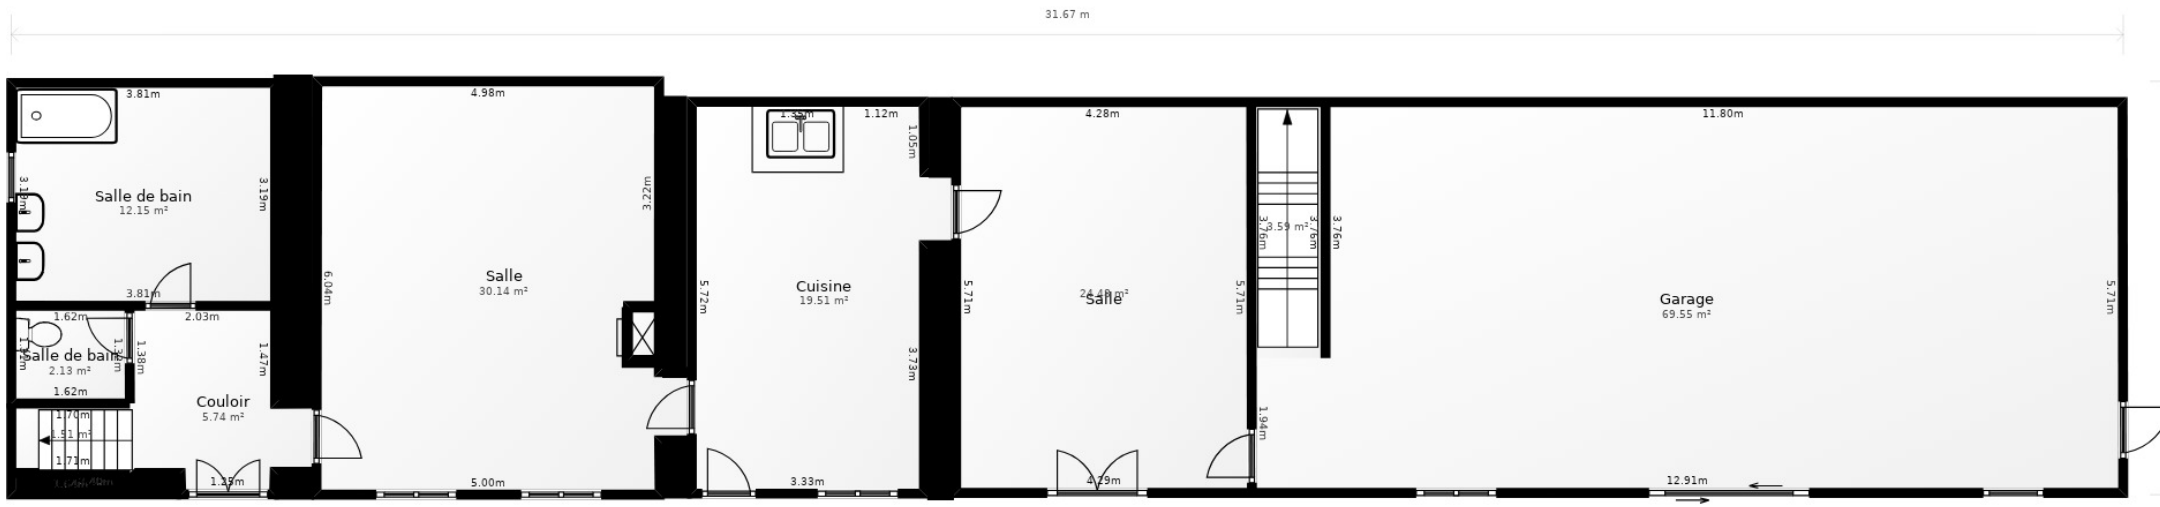 31.67 m
3.81m
4.98m
1.12m
4.28m
11.80m
1.05m
3.19m
3.22m
Salle de bain
12.15 m²
3.76m
3.76m
3.76m
3.59 m²
Salle
30.14 m²
6.04m
Cuisine
19.51 m²
5.72m
5.71m
Salle
5.71m
Garage
69.55 m²
5.71m
3.81m
1.62m
2.03m
Salle de bain
2.13 m²
1.38m
1.47m
3.73m
1.62m
Couloir
5.74 m²
1.70m
1.51 m²
1.71m
1.94m
1.25m
5.00m
3.33m
4.29m
12.91m